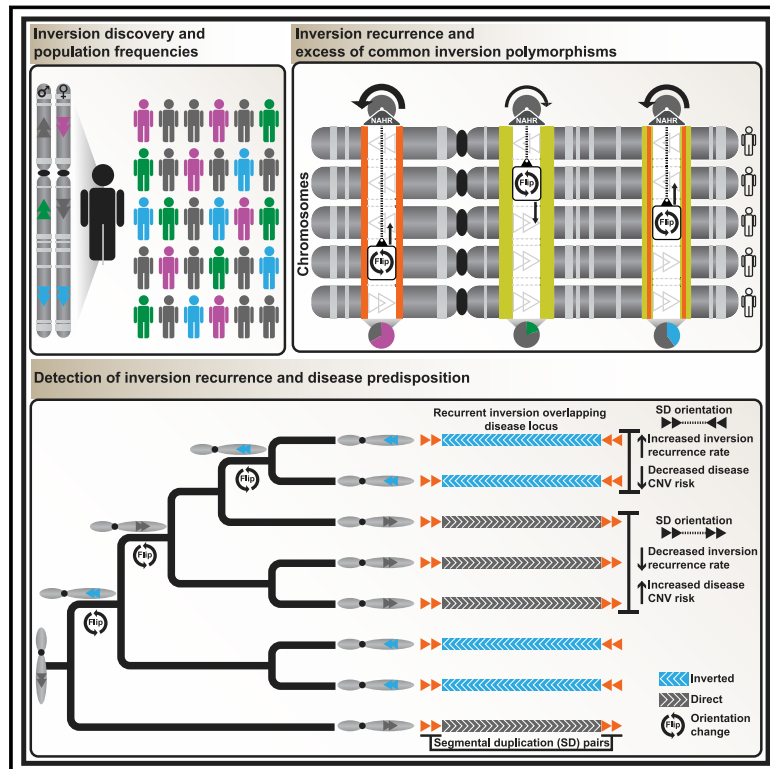 Inversion discovery and
population frequencies
Inversion recurrence and
excess of common inversion polymorphisms
♂ ♀
NAHR
NAHR
NAHR
Chromosomes
Flip
Flip
Flip
Detection of inversion recurrence and disease predisposition
Recurrent inversion overlapping
disease locus
SD orientation
Increased inversion
recurrence rate
Decreased disease
CNV risk
SD orientation
Decreased inversion
recurrence rate
Increased disease
CNV risk
Flip
Flip
Flip
Inverted
Direct
Flip
Orientation
change
Segmental duplication (SD) pairs